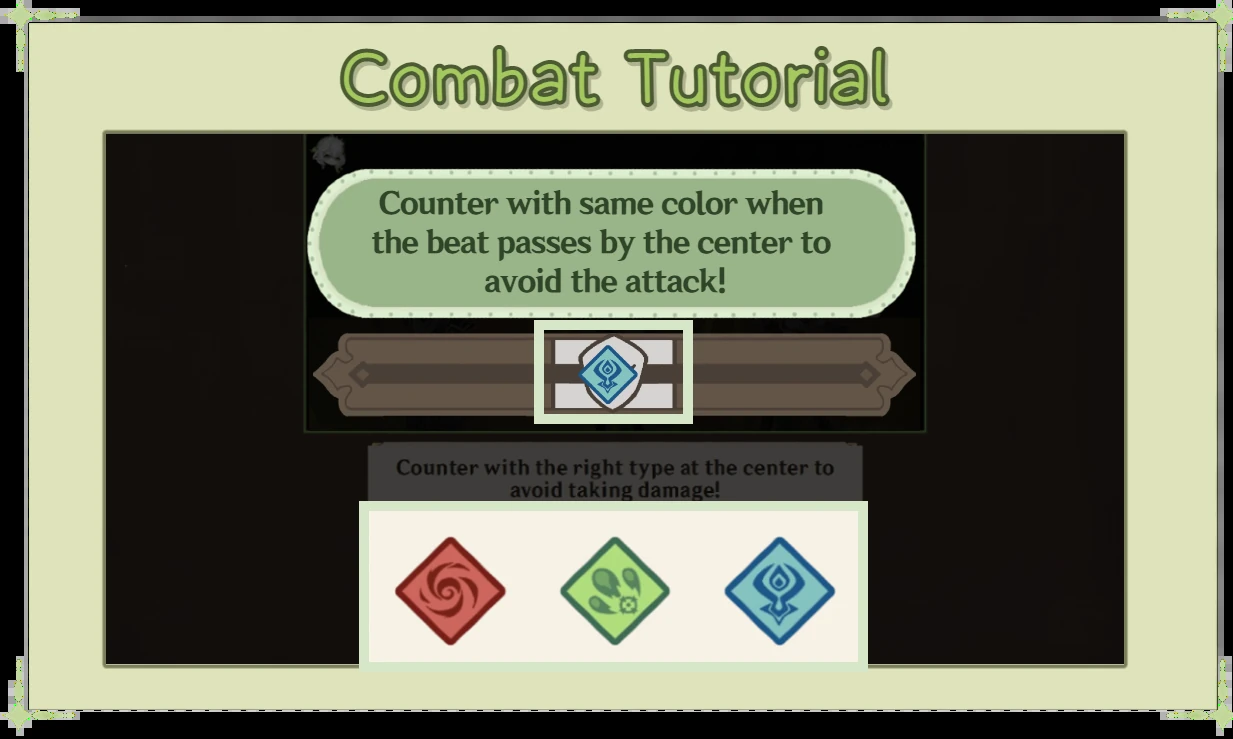 Combat Tutorial
Counter with same color when
the beat passes by the center to
avoid the attack!
Counter with the right type at the center to
avoid taking damage!